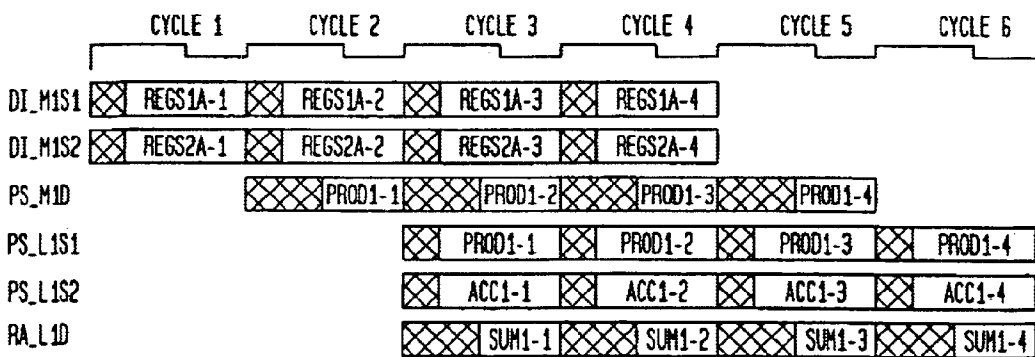 CYCLE 1 CYCLE 2 CYCLE 3 CYCLE 4 CYCLE 5 CYCLE 6
DI_M1S1 REGS1A-1 REGS1A-2 REGS1A-3 REGS1A-4
DI_M1S2 REGS2A-1 REGS2A-2 REGS2A-3 REGS2A-4
PS_M1D PROD1-1 PROD1-2 PROD1-3 PROD1-4
PS_L1S1 PROD1-1 PROD1-2 PROD1-3 PROD1-4
PS_L1S2 ACC1-1 ACC1-2 ACC1-3 ACC1-4
RA_L1D SUM1-1 SUM1-2 SUM1-3 SUM1-4